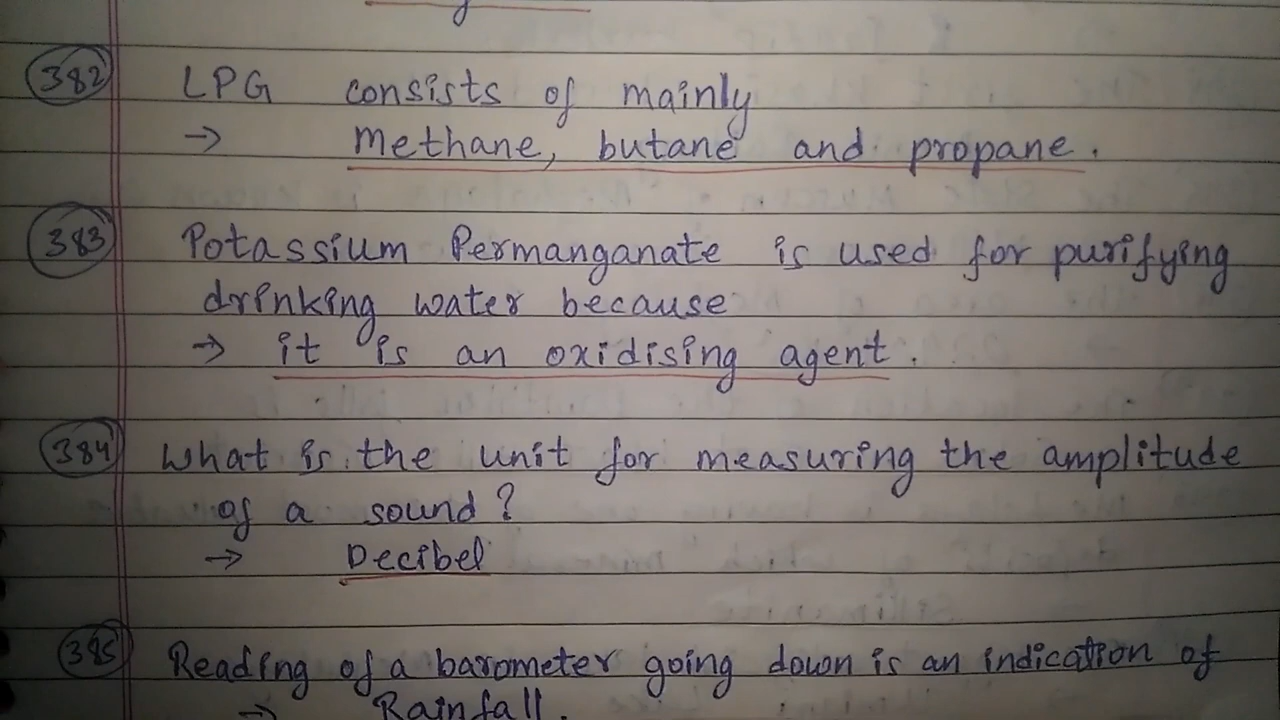 382 LPG consists of mainly
→ Methane, butane and propane.
383 Potassium Permanganate is used for purifying
drinking water because
→ it is an oxidising agent.
384 What is the unit for measuring the amplitude
of a sound?
→ Decibel
385 Reading of a barometer going down is an indication of
→ Rainfall.